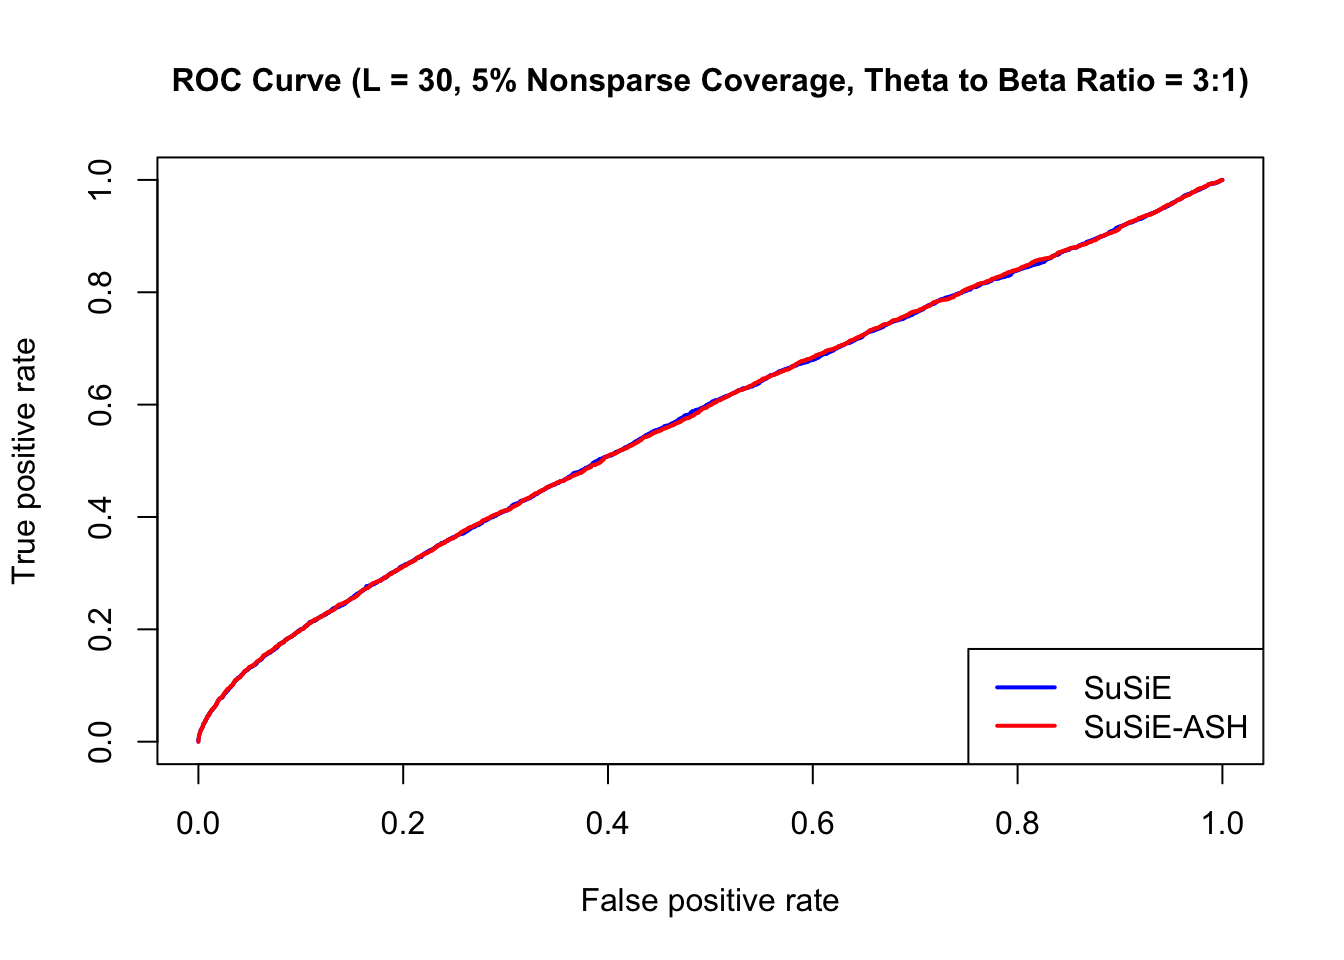 ROC Curve (L = 30, 5% Nonsparse Coverage, Theta to Beta Ratio = 3:1)
True positive rate
1.0
0.8
0.6
0.4
0.2
0.0
SuSiE
SuSiE-ASH
0.0 0.2 0.4 0.6 0.8 1.0
False positive rate